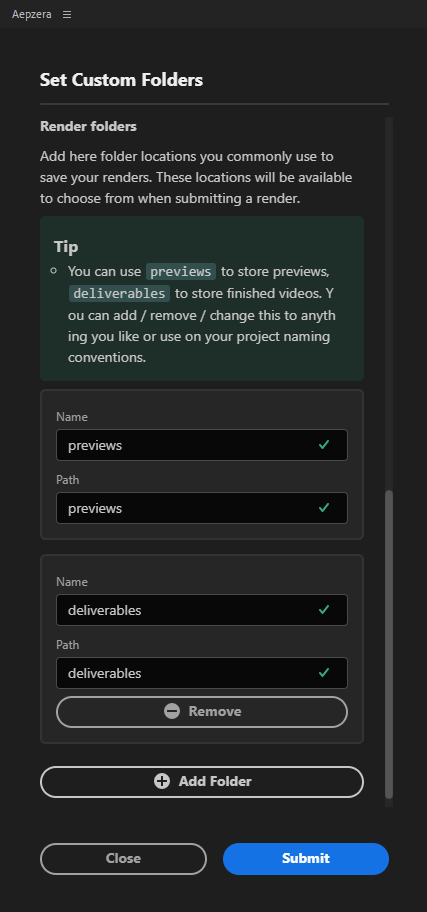 Aepzera
Set Custom Folders
Render folders
Add here folder locations you commonly use to
save your renders. These locations will be available
to choose from when submitting a render.
Tip
You can use previews to store previews,
deliverables to store finished videos. Y
ou can add / remove / change this to anyth
ing you like or use on your project naming
conventions.
Name
previews
Path
previews
Name
deliverables
Path
deliverables
Remove
Add Folder
Close
Submit